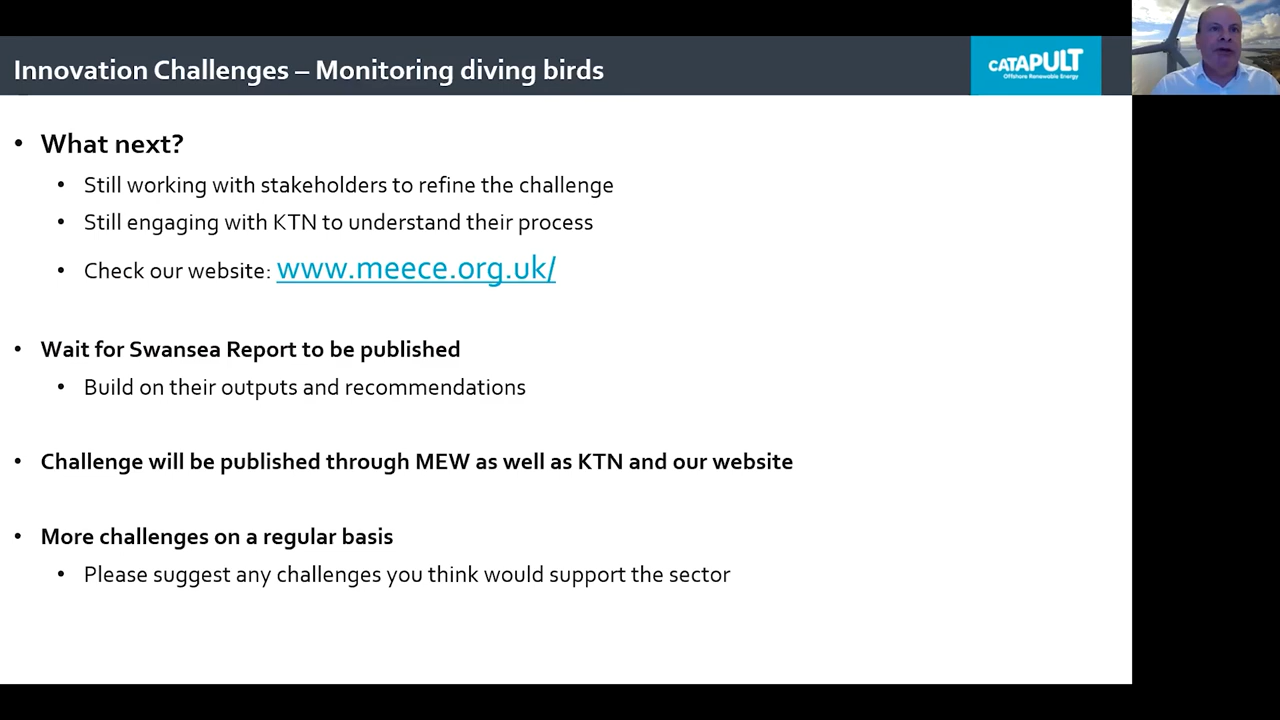 Innovation Challenges – Monitoring diving birds
CATAPULT
Offshore Renewable Energy
• What next?
• Still working with stakeholders to refine the challenge
• Still engaging with KTN to understand their process
• Check our website: www.meece.org.uk/
• Wait for Swansea Report to be published
• Build on their outputs and recommendations
• Challenge will be published through MEW as well as KTN and our website
• More challenges on a regular basis
• Please suggest any challenges you think would support the sector